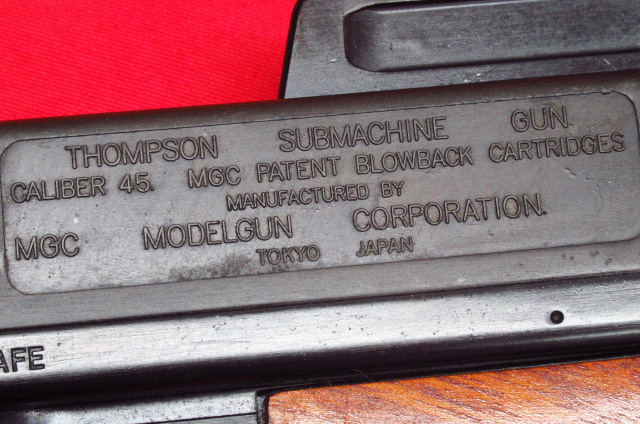 THOMPSON SUBMACHINE GUN.
CALIBER 45. MGC PATENT BLOWBACK CARTRIDGES
MANUFACTURED BY
MGC MODELGUN CORPORATION.
TOKYO JAPAN
AFE